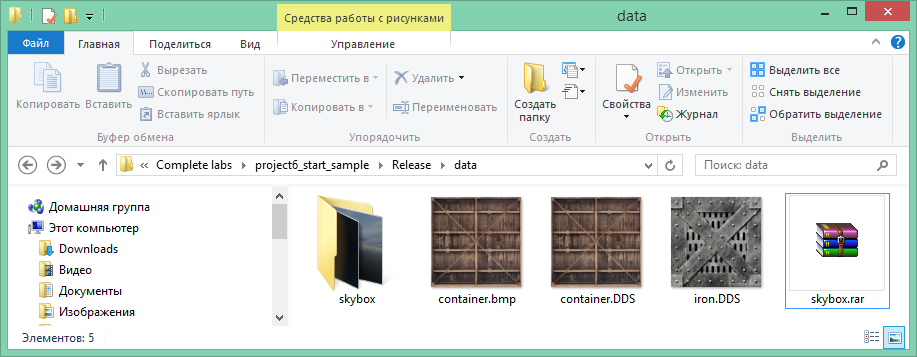 Средства работы с рисунками
data
Файл
Главная
Поделиться
Вид
Управление
Копировать
Вставить
Вырезать
Скопировать путь
Вставить ярлык
Буфер обмена
Переместить в
Копировать в
Удалить
Переименовать
Упорядочить
Создать папку
Создать
Свойства
Открыть
Изменить
Журнал
Открыть
Выделить все
Снять выделение
Обратить выделение
Выделить
« Complete labs
project6_start_sample
Release
data
Поиск: data
Домашняя группа
Этот компьютер
Downloads
Видео
Документы
Изображения
skybox
container.bmp
container.DDS
iron.DDS
skybox.rar
Элементов: 5